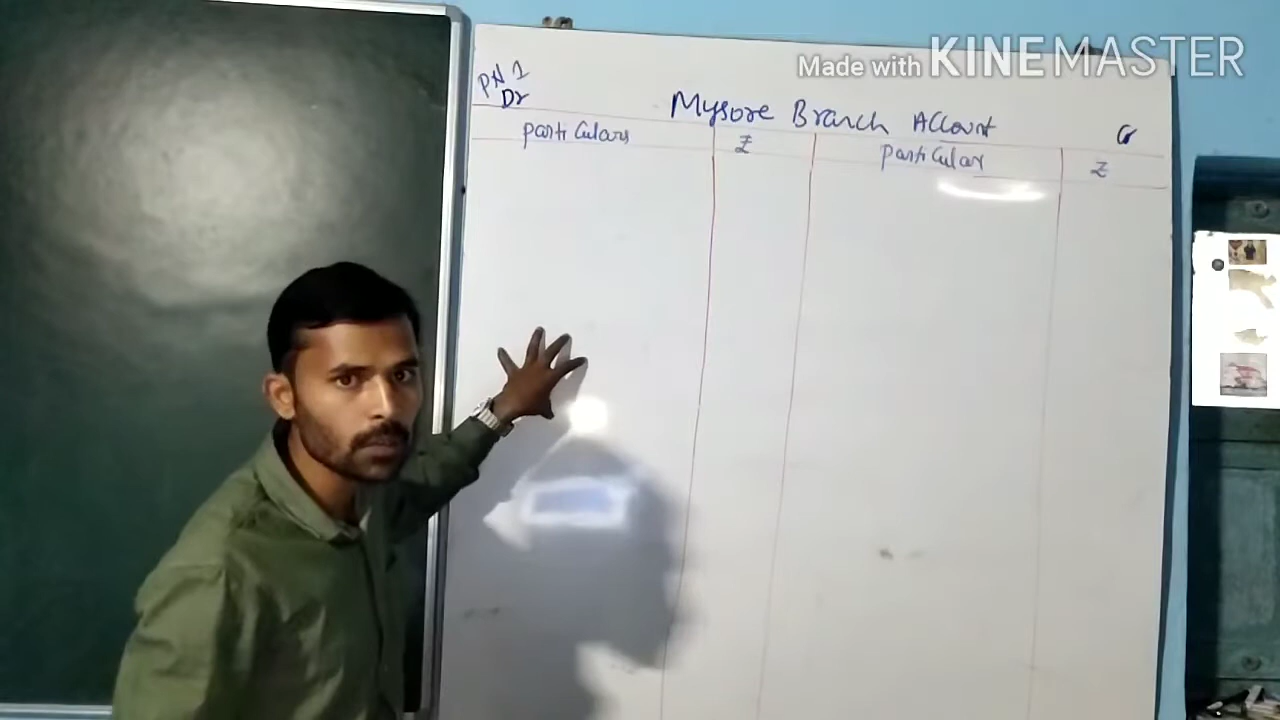 Made with KINEMASTER
PN 1
Dr
Mysore Branch Account
Cr
Particulars
₹
Particular
₹